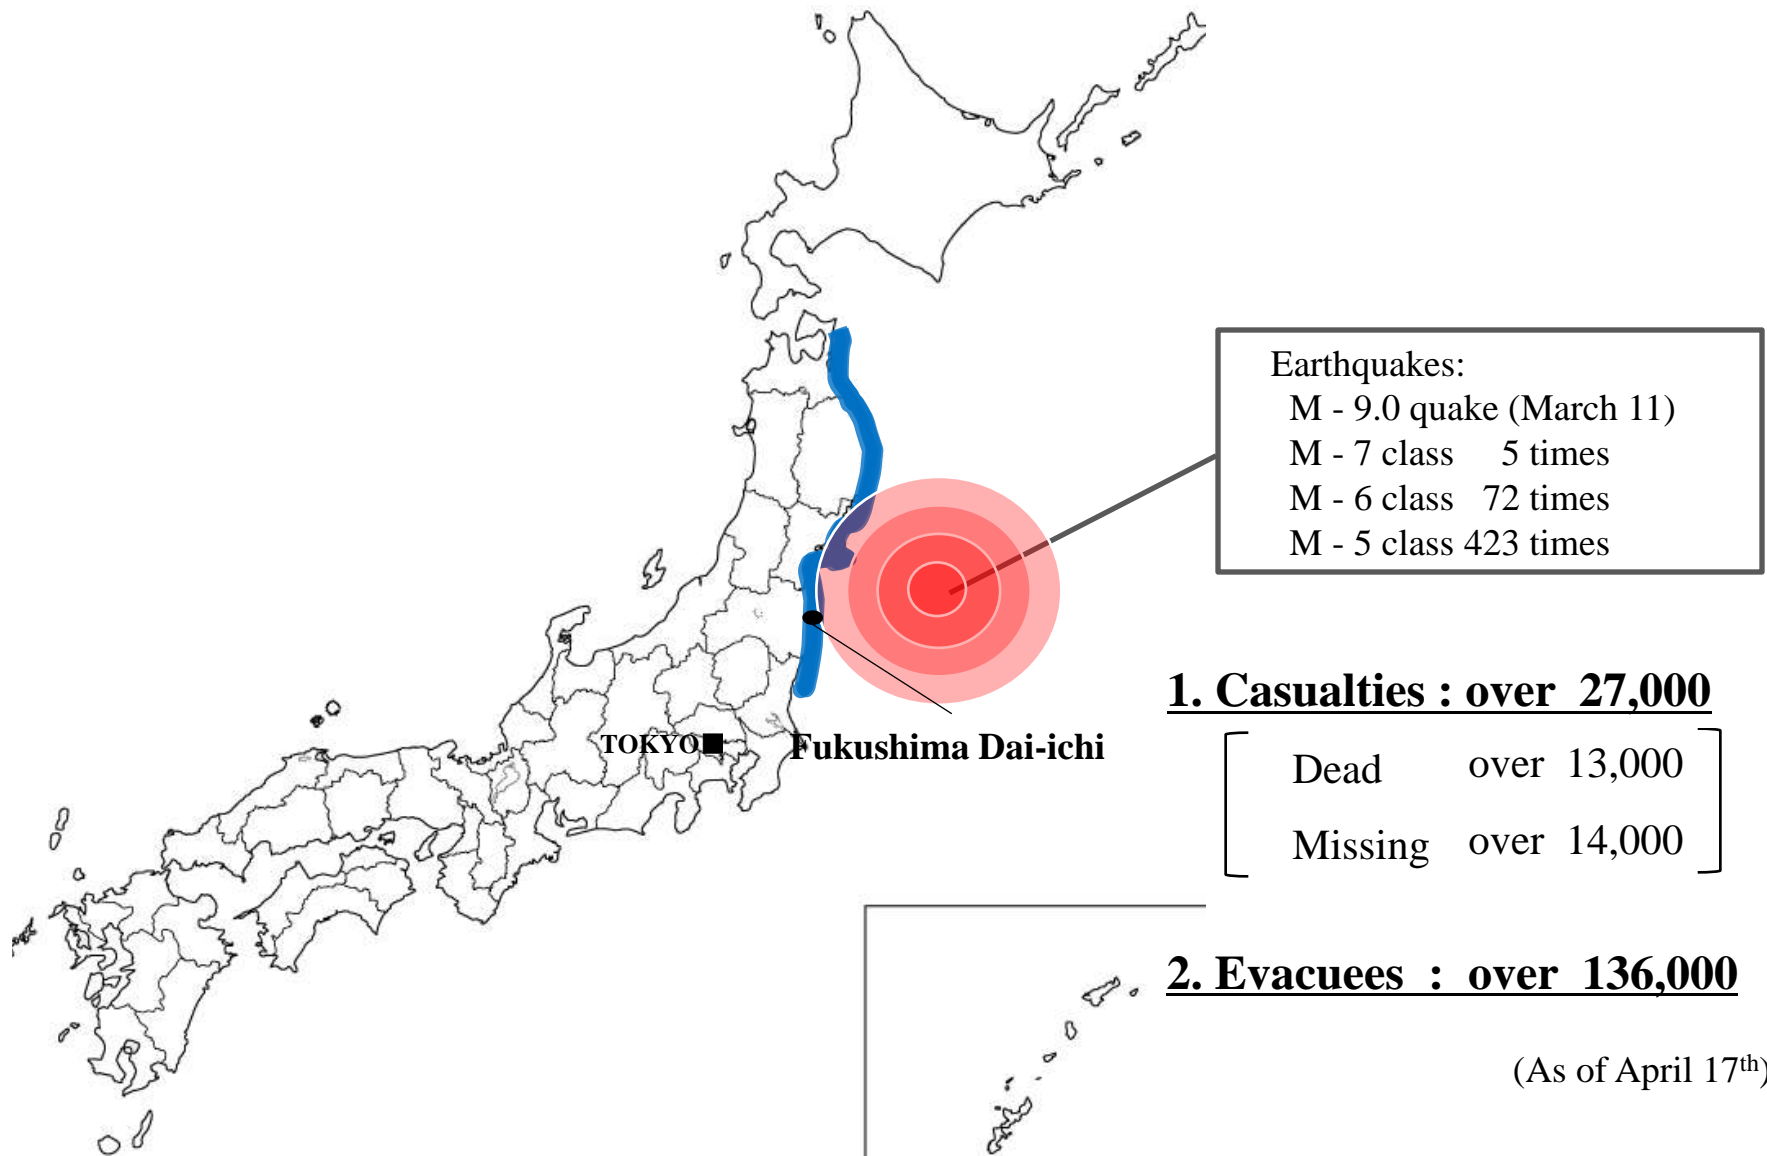 Earthquakes:
M - 9.0 quake (March 11)
M - 7 class 5 times
M - 6 class 72 times
M - 5 class 423 times
1. Casualties : over 27,000
Dead over 13,000
Missing over 14,000
TOKYO
Fukushima Dai-ichi
2. Evacuees : over 136,000
(As of April 17th)